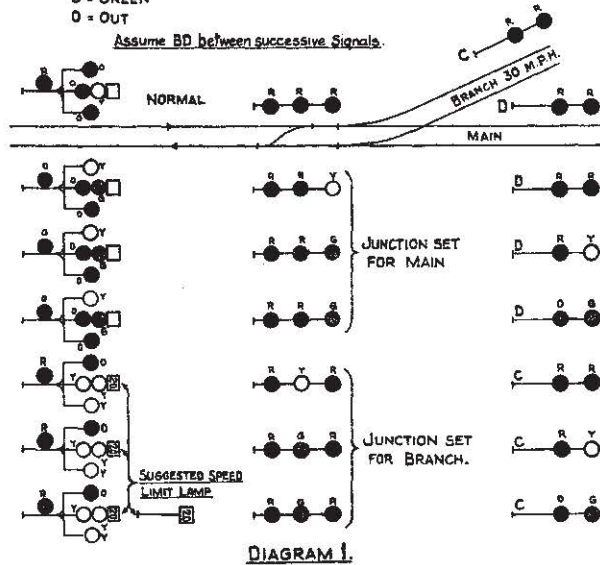 = GREEN
O = OUT
Assume BD between successive Signals.
R R
C
R O
O Y
O
NORMAL
R R R
BRANCH 30 M.P.H.
D R R
MAIN
Y
R R Y
D R R
G Y
R R G
JUNCTION SET
FOR MAIN
D R Y
Y
R R G
D O G
R O
Y
Y
R Y R
C R R
R O
Y
Y
R G R
JUNCTION SET
FOR BRANCH.
C R Y
SUGGESTED SPEED
LIMIT LAMP
R O
Y
Y
R G R
C O G
DIAGRAM 1.